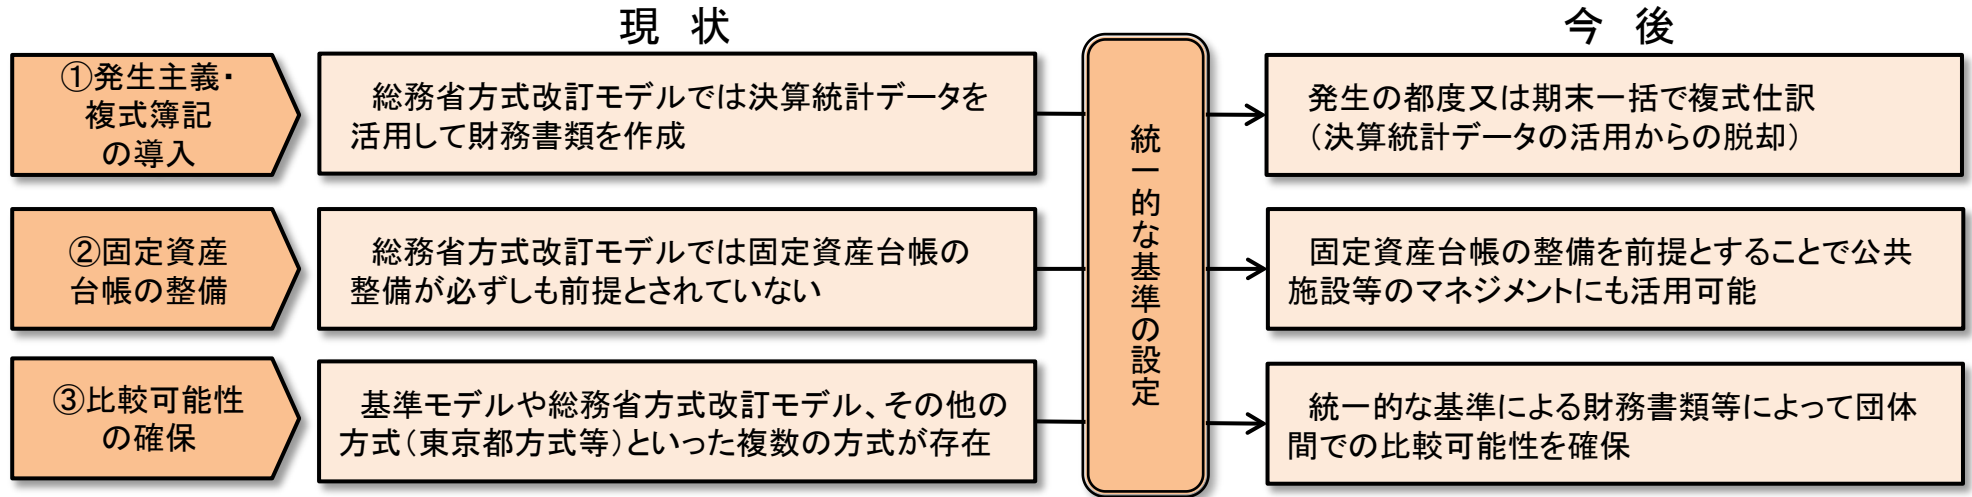 現 状
今 後
①発生主義・
複式簿記
の導入
総務省方式改訂モデルでは決算統計データを
活用して財務書類を作成
発生の都度又は期末一括で複式仕訳
（決算統計データの活用からの脱却）
②固定資産
台帳の整備
総務省方式改訂モデルでは固定資産台帳の
整備が必ずしも前提とされていない
固定資産台帳の整備を前提とすることで公共
施設等のマネジメントにも活用可能
③比較可能性
の確保
基準モデルや総務省方式改訂モデル、その他の
方式（東京都方式等）といった複数の方式が存在
統一的な基準による財務書類等によって団体
間での比較可能性を確保
統一的な基準の設定